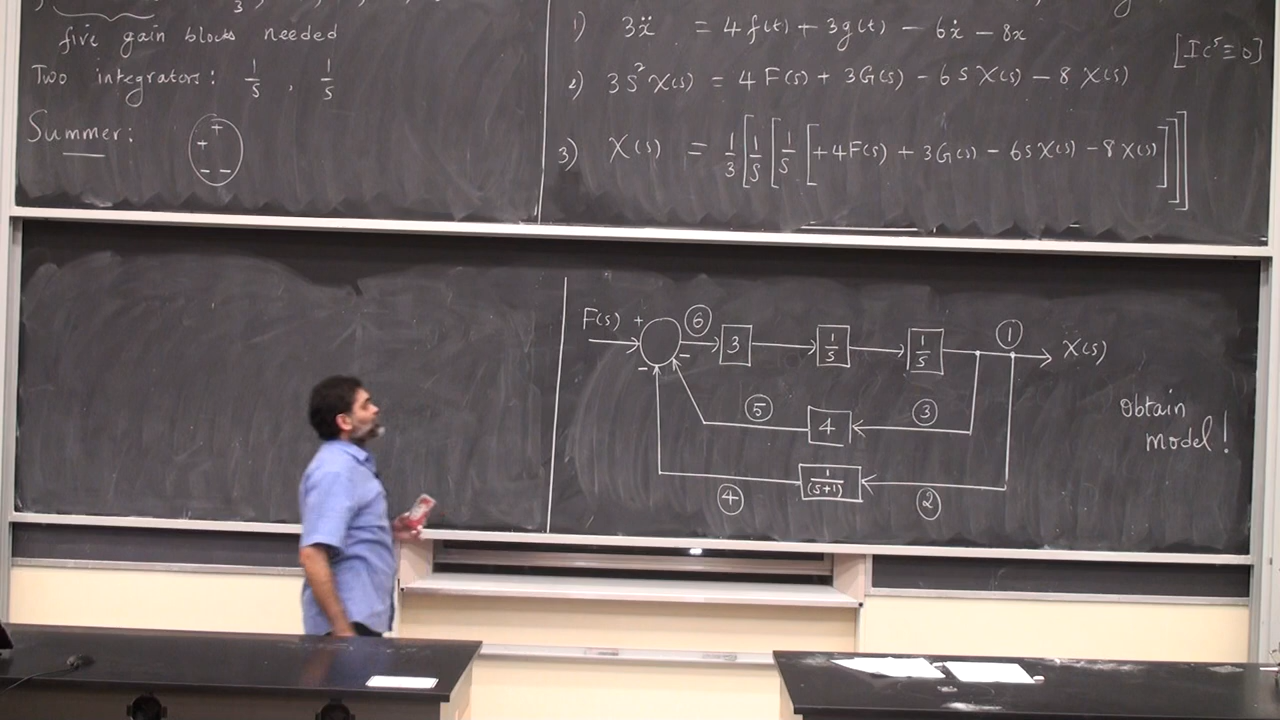 3
five gain blocks needed
Two integrators: 1/s , 1/s
Summer: + + − −
1) 3ẍ = 4f(t) + 3g(t) − 6ẋ − 8x
[ICs ≡ 0]
2) 3s²X(s) = 4F(s) + 3G(s) − 6sX(s) − 8X(s)
3) X(s) = 1/3[1/s[1/s[+4F(s) + 3G(s) − 6sX(s) − 8X(s)]]]
F(s) + ⑥ 3 1/s 1/s ① X(s)
− −
⑤ 4 ③
④ 1/(s+1) ②
Obtain
model!